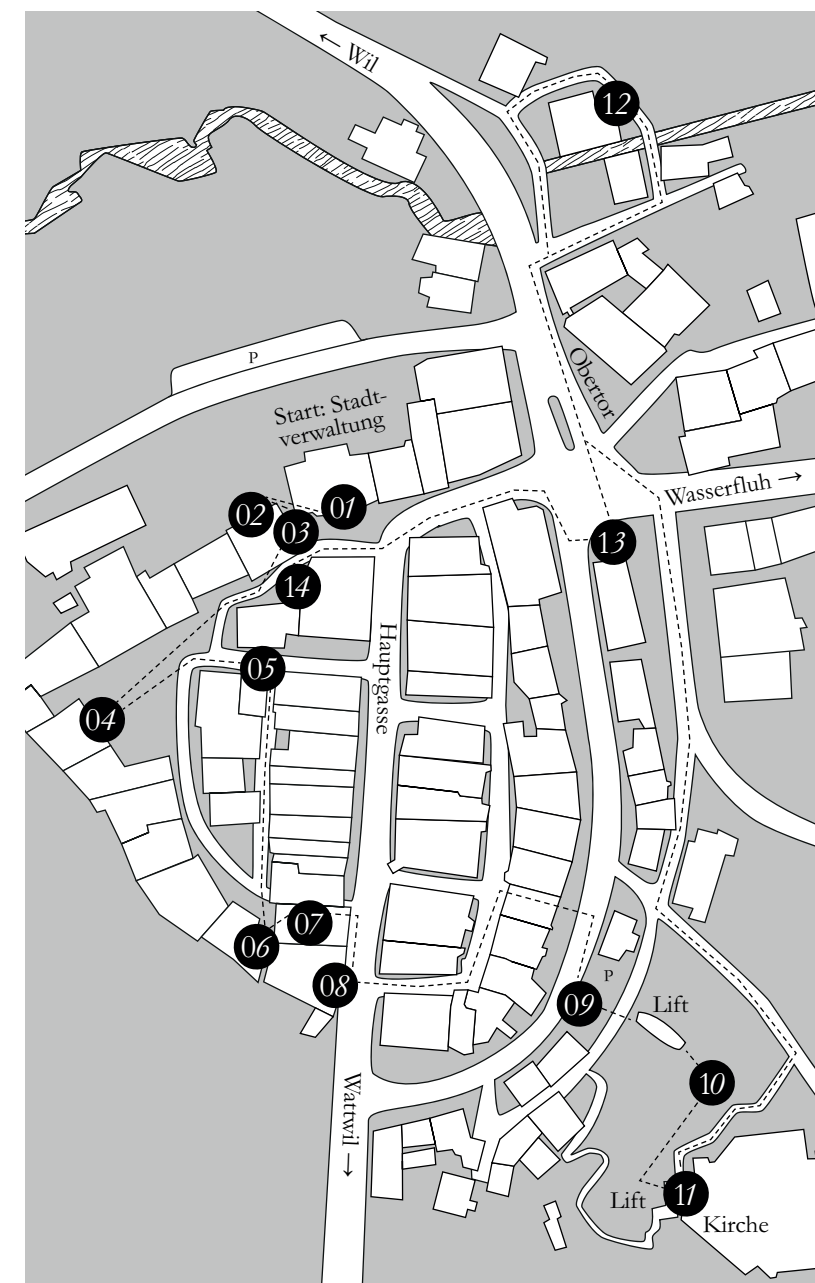 ← Wil
12
P
Obertor
Start: Stadt-
verwaltung
Wasserfluh →
01
02
03
13
14
Hauptgasse
05
04
07
06
08
P
09
Lift
10
Wattwil →
11
Lift
Kirche